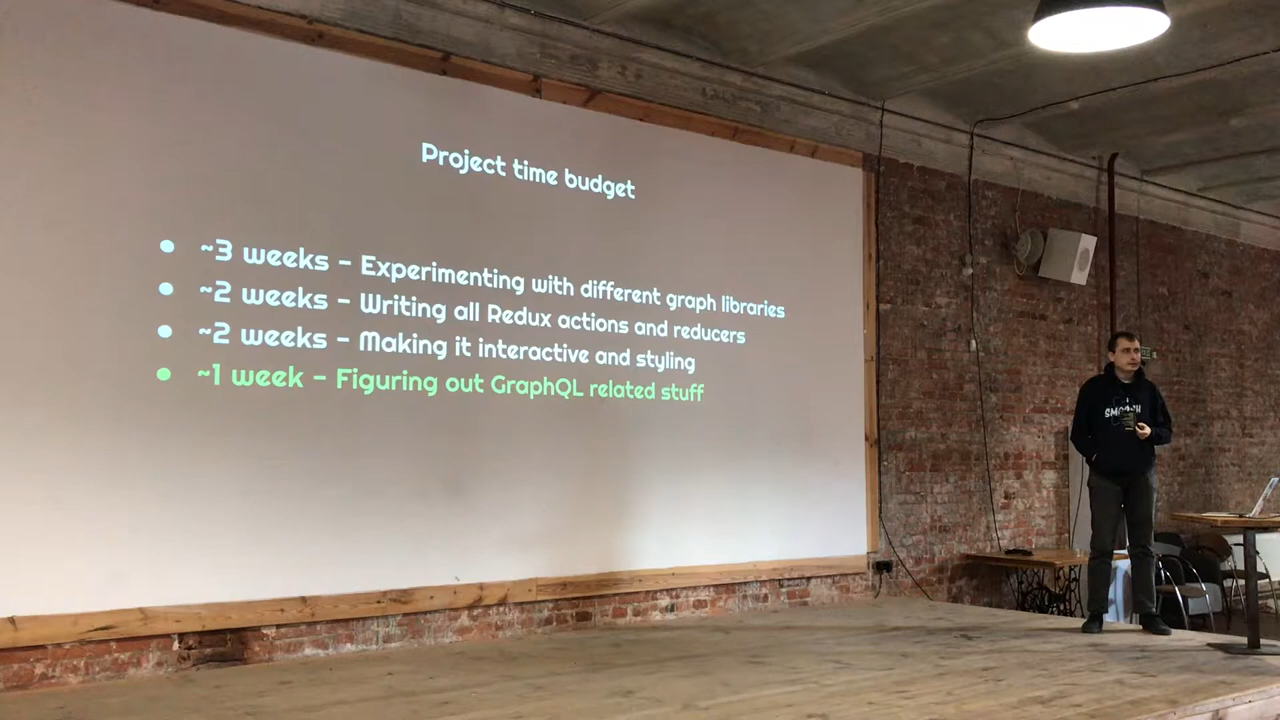 Project time budget
• ~3 weeks - Experimenting with different graph libraries
• ~2 weeks - Writing all Redux actions and reducers
• ~2 weeks - Making it interactive and styling
• ~1 week - Figuring out GraphQL related stuff